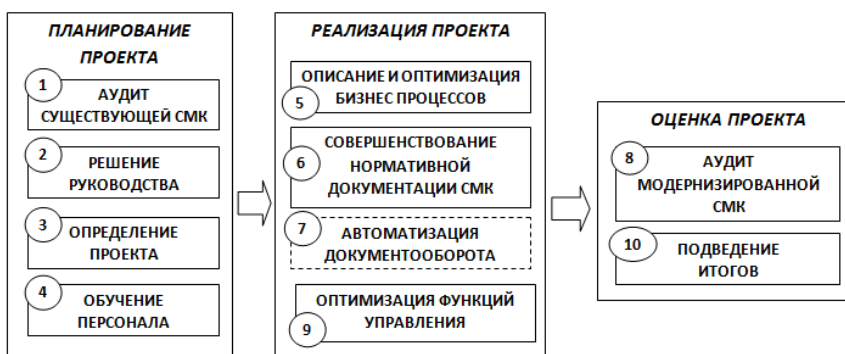 ПЛАНИРОВАНИЕ
ПРОЕКТА
1
АУДИТ
СУЩЕСТВУЮЩЕЙ СМК
2
РЕШЕНИЕ
РУКОВОДСТВА
3
ОПРЕДЕЛЕНИЕ
ПРОЕКТА
4
ОБУЧЕНИЕ
ПЕРСОНАЛА
РЕАЛИЗАЦИЯ ПРОЕКТА
ОПИСАНИЕ И ОПТИМИЗАЦИЯ
5
БИЗНЕС ПРОЦЕССОВ
СОВЕРШЕНСТВОВАНИЕ
6
НОРМАТИВНОЙ
ДОКУМЕНТАЦИИ СМК
7
АВТОМАТИЗАЦИЯ
ДОКУМЕНТООБОРОТА
ОПТИМИЗАЦИЯ ФУНКЦИЙ
9
УПРАВЛЕНИЯ
ОЦЕНКА ПРОЕКТА
8
АУДИТ
МОДЕРНИЗИРОВАННОЙ
СМК
10
ПОДВЕДЕНИЕ
ИТОГОВ